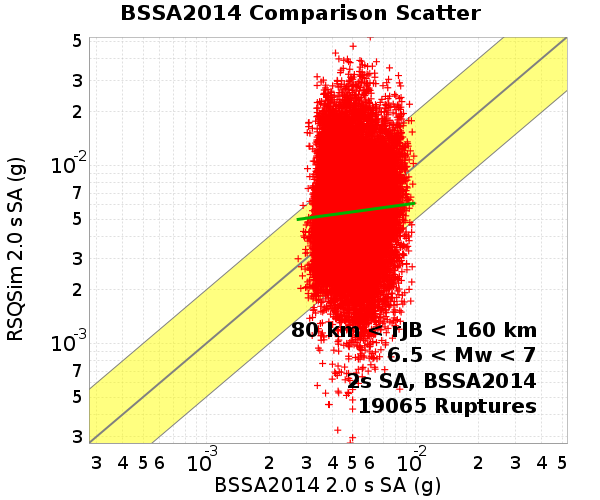 BSSA2014 Comparison Scatter
RSQSim 2.0 s SA (g)
5
3
2
10⁻²
7
5
3
2
10⁻³
7
5
3
80 km < rJB < 160 km
6.5 < Mw < 7
2s SA, BSSA2014
19065 Ruptures
3 4 5 6 10⁻³ 2 3 4 5 6 10⁻² 2 3 4 5
BSSA2014 2.0 s SA (g)